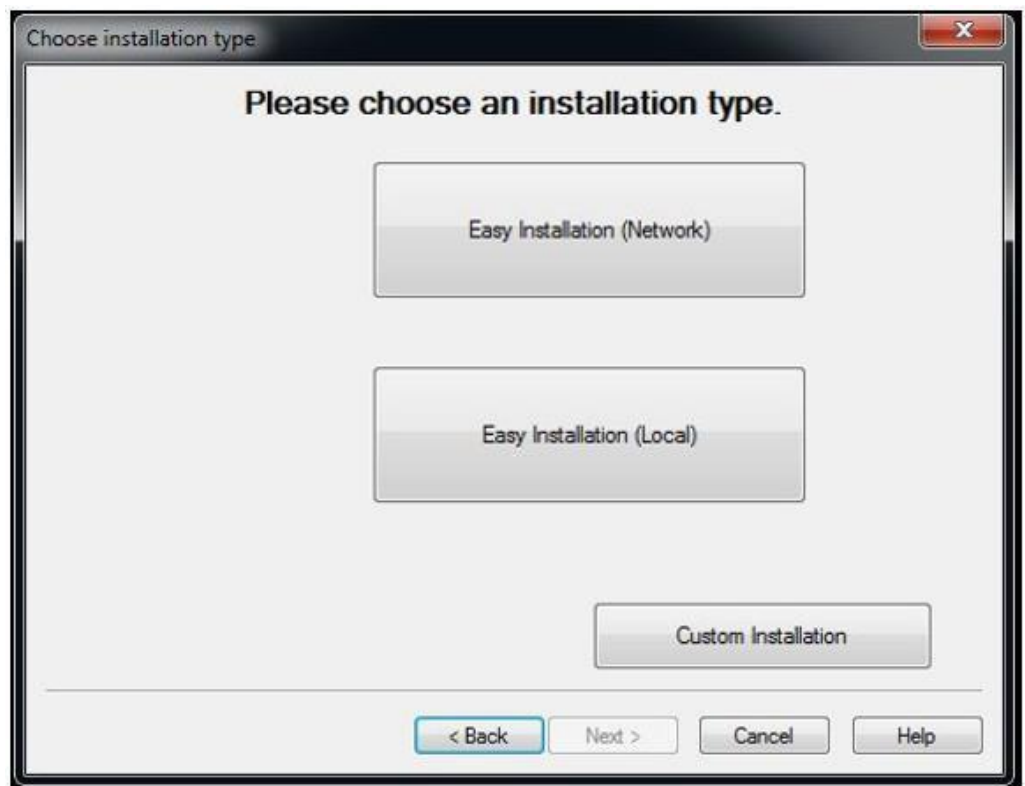 Choose installation type
Please choose an installation type.
Easy Installation (Network)
Easy Installation (Local)
Custom Installation
< Back Next > Cancel Help